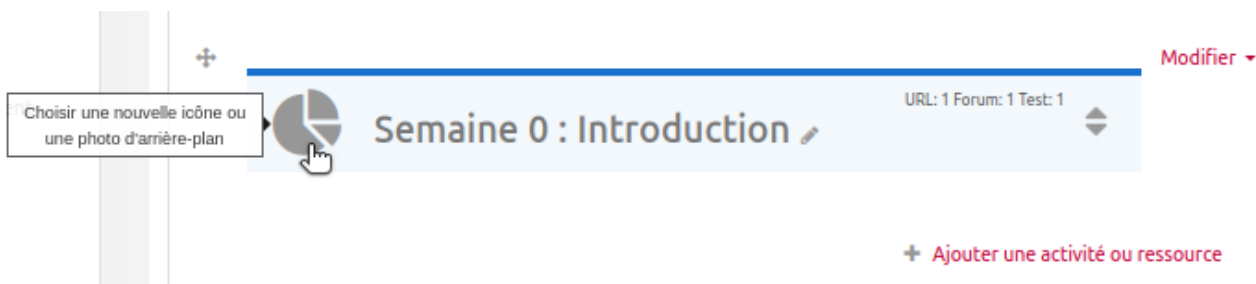 Modifier
Choisir une nouvelle icône ou
une photo d'arrière-plan
URL: 1 Forum: 1 Test: 1
Semaine 0 : Introduction
Ajouter une activité ou ressource